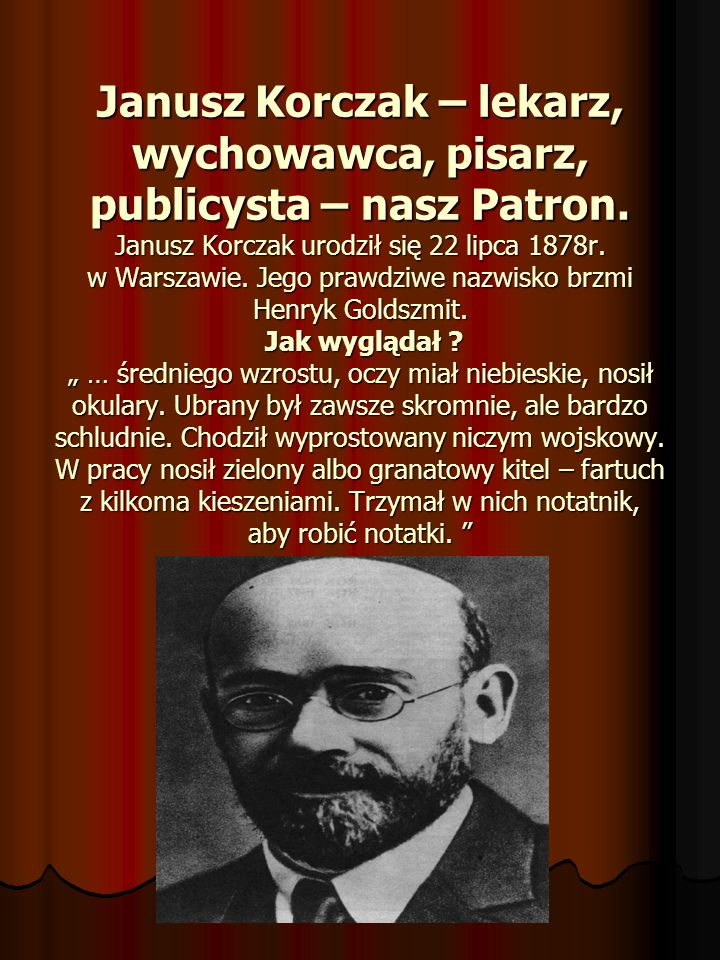 Janusz Korczak – lekarz,
wychowawca, pisarz,
publicysta – nasz Patron.
Janusz Korczak urodził się 22 lipca 1878r.
w Warszawie. Jego prawdziwe nazwisko brzmi
Henryk Goldszmit.
Jak wyglądał ?
„ … średniego wzrostu, oczy miał niebieskie, nosił
okulary. Ubrany był zawsze skromnie, ale bardzo
schludnie. Chodził wyprostowany niczym wojskowy.
W pracy nosił zielony albo granatowy kitel – fartuch
z kilkoma kieszeniami. Trzymał w nich notatnik,
aby robić notatki. ”